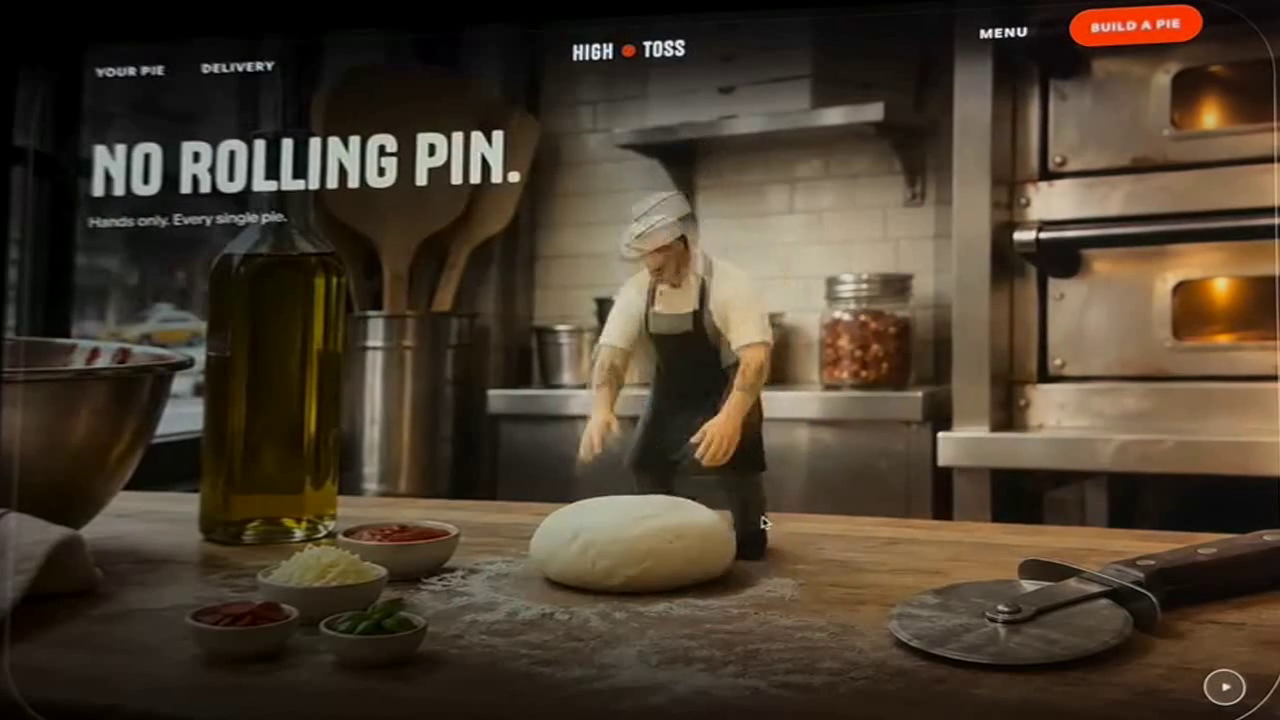 YOUR PIE
DELIVERY
HIGH TOSS
MENU
BUILD A PIE
NO ROLLING PIN.
Hands only. Every single pie.